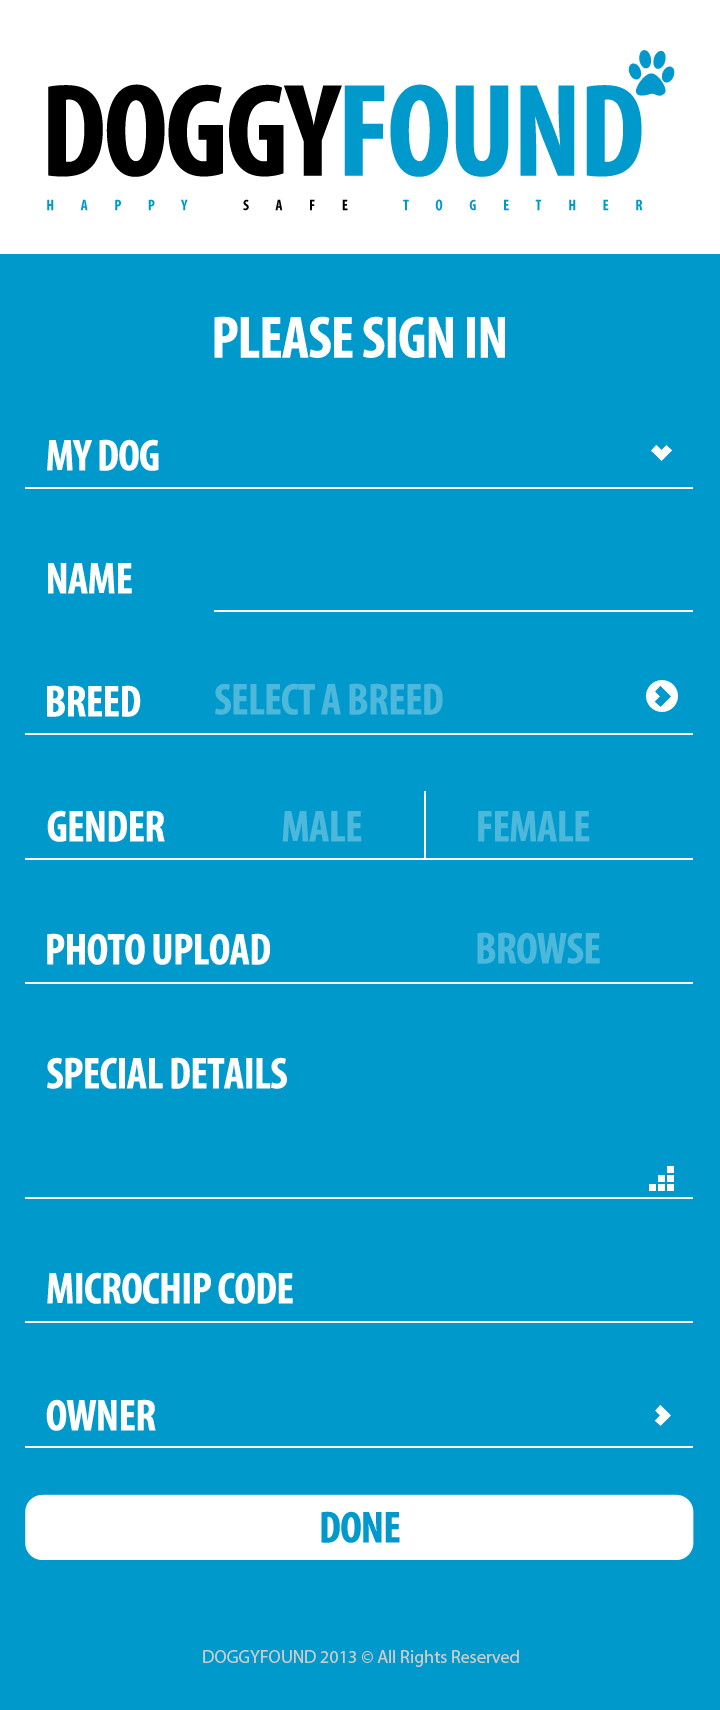 DOGGYFOUND
HAPPY SAFE TOGETHER
PLEASE SIGN IN
MY DOG
NAME
BREED SELECT A BREED
GENDER MALE FEMALE
PHOTO UPLOAD BROWSE
SPECIAL DETAILS
MICROCHIP CODE
OWNER
DONE
DOGGYFOUND 2013 © All Rights Reserved